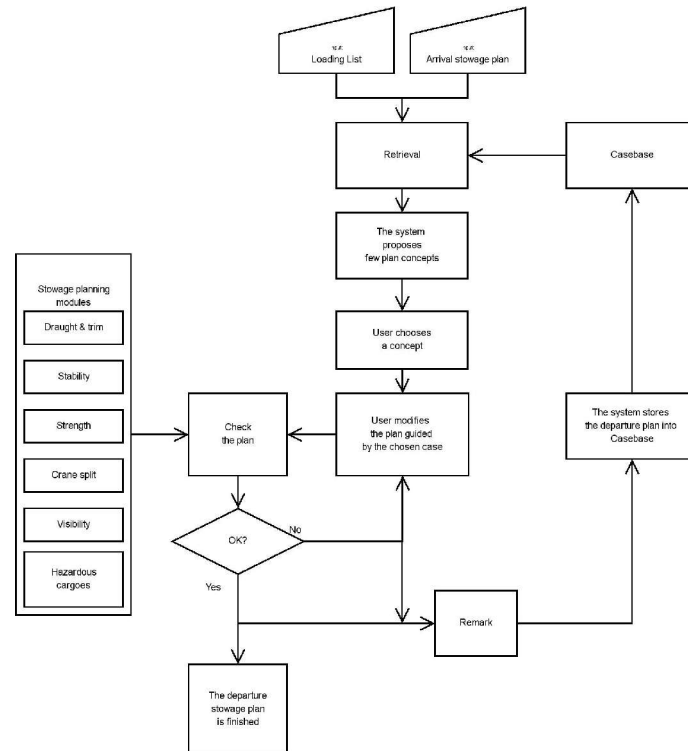 Loading List
Arrival stowage plan
Retrieval
Casebase
The system
proposes
few plan concepts
Stowage planning
modules
Draught & trim
User chooses
a concept
Stability
Check
the plan
User modifies
the plan guided
by the chosen case
The system stores
the departure plan into
Casebase
Strength
Crane split
Visibility
OK?
No
Hazardous
cargoes
Yes
Remark
The departure
stowage plan
is finished